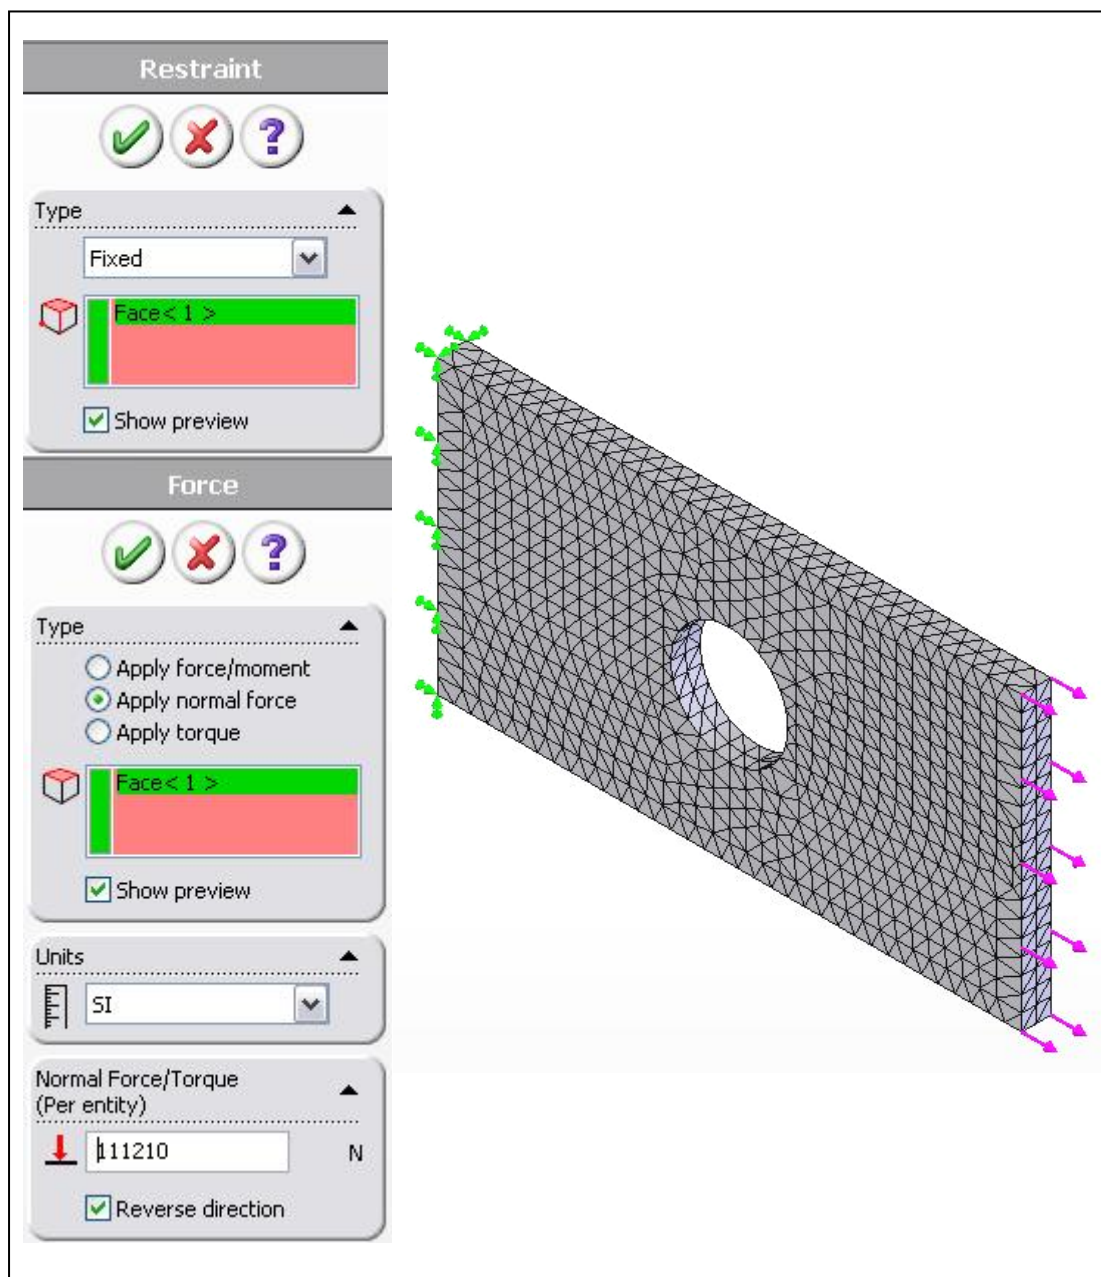 Restraint
?
Type
Fixed
Face< 1 >
Show preview
Force
?
Type
Apply force/moment
Apply normal force
Apply torque
Face< 1 >
Show preview
Units
SI
Normal Force/Torque
(Per entity)
111210 N
Reverse direction